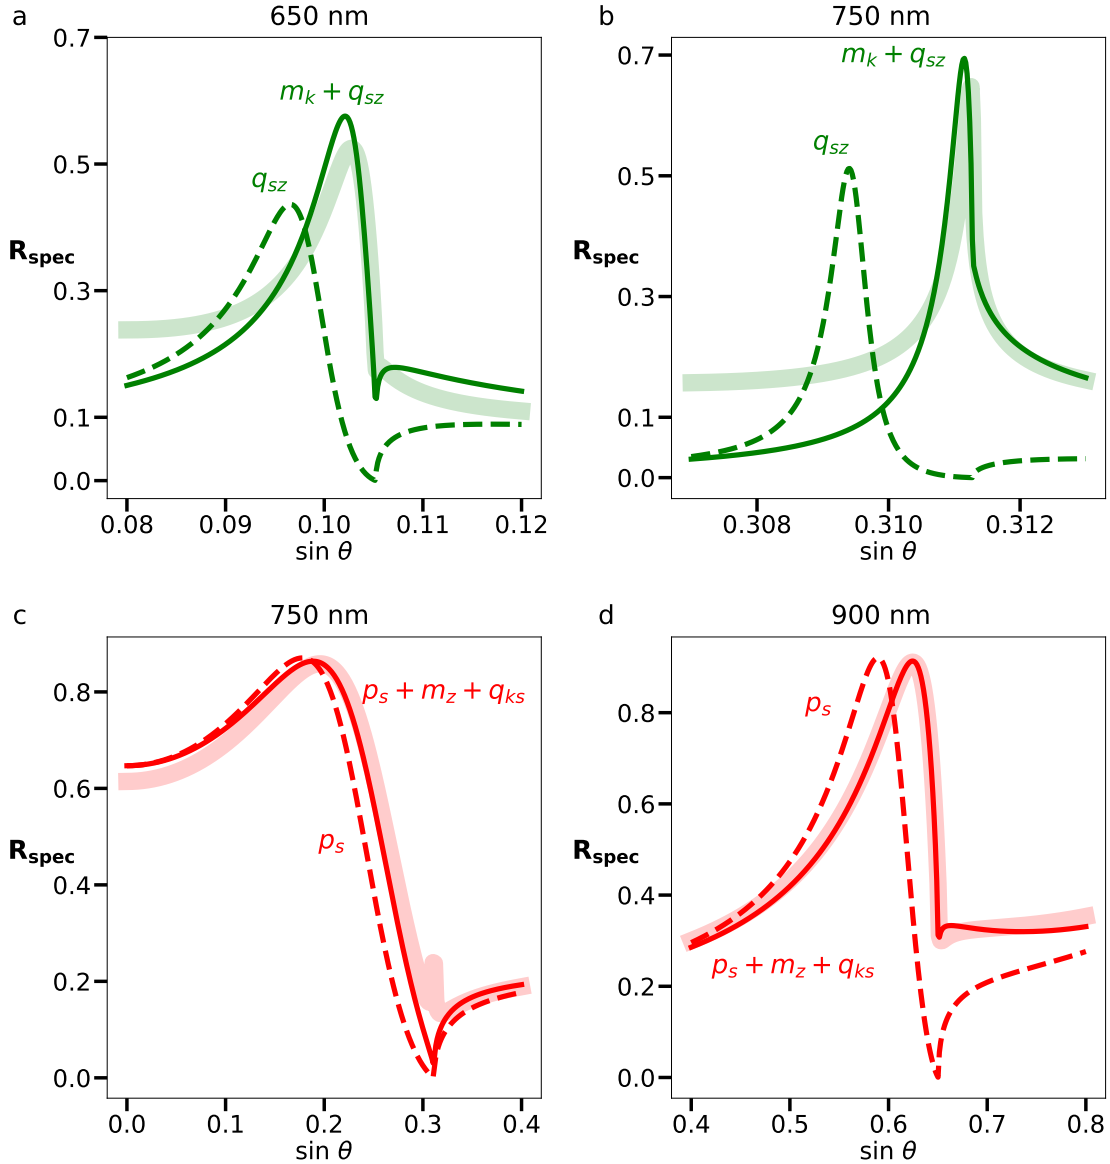 a
650 nm
0.7
0.5
0.3
0.1
0.0
R_spec
m_k + q_sz
q_sz
0.08
0.09
0.10
0.11
0.12
sin θ
b
750 nm
0.7
0.5
0.3
0.1
0.0
R_spec
m_k + q_sz
q_sz
0.308
0.310
0.312
sin θ
c
750 nm
0.8
0.6
0.4
0.2
0.0
R_spec
p_s + m_z + q_ks
p_s
0.0
0.1
0.2
0.3
0.4
sin θ
d
900 nm
0.8
0.6
0.4
0.2
0.0
R_spec
p_s
p_s + m_z + q_ks
0.4
0.5
0.6
0.7
0.8
sin θ